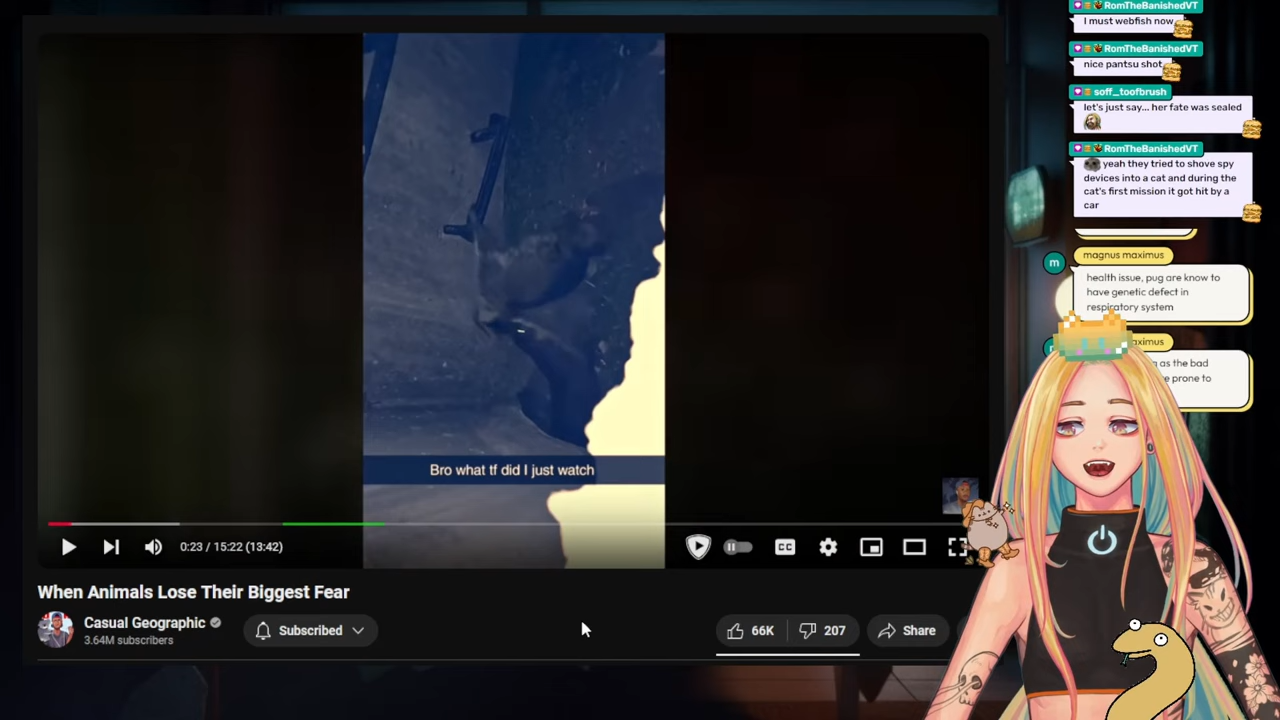 Bro what tf did I just watch
0:23 / 15:22 (13:42)
CC
When Animals Lose Their Biggest Fear
Casual Geographic
3.64M subscribers
Subscribed
66K
207
Share
RomTheBanishedVT
I must webfish now
RomTheBanishedVT
nice pantsu shot
soff_toofbrush
let's just say... her fate was sealed
RomTheBanishedVT
yeah they tried to shove spy
devices into a cat and during the
cat's first mission it got hit by a
car
m
magnus maximus
health issue, pug are know to
have genetic defect in
respiratory system
aximus
as the bad
prone to